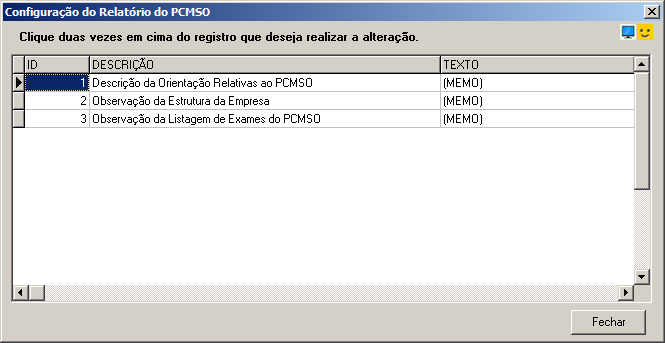 Configuração do Relatório do PCMSO
Clique duas vezes em cima do registro que deseja realizar a alteração.
ID DESCRIÇÃO TEXTO
1 Descrição da Orientação Relativas ao PCMSO (MEMO)
2 Observação da Estrutura da Empresa (MEMO)
3 Observação da Listagem de Exames do PCMSO (MEMO)
Fechar